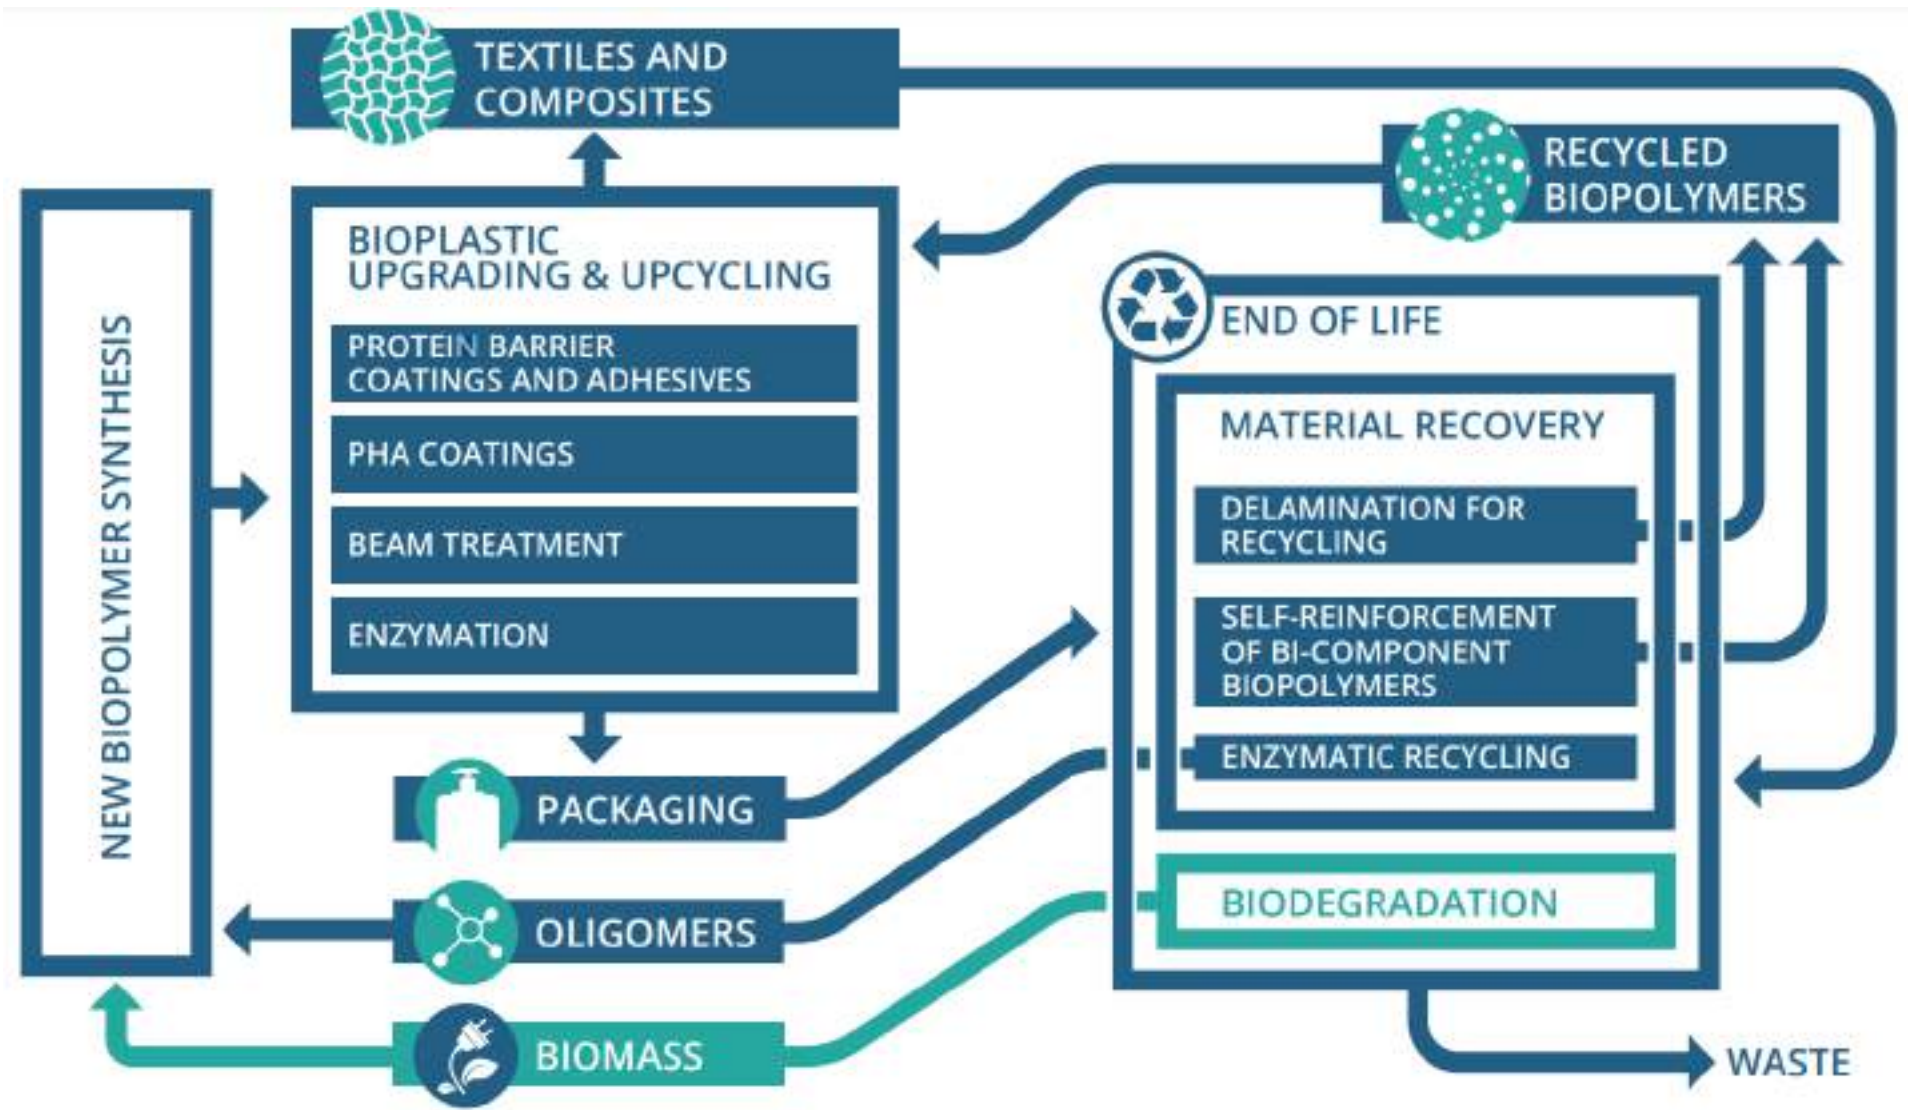 TEXTILES AND
COMPOSITES
RECYCLED
BIOPOLYMERS
NEW BIOPOLYMER SYNTHESIS
BIOPLASTIC
UPGRADING & UPCYCLING
PROTEIN BARRIER
COATINGS AND ADHESIVES
PHA COATINGS
BEAM TREATMENT
ENZYMATION
END OF LIFE
MATERIAL RECOVERY
DELAMINATION FOR
RECYCLING
SELF-REINFORCEMENT
OF BI-COMPONENT
BIOPOLYMERS
ENZYMATIC RECYCLING
BIODEGRADATION
PACKAGING
OLIGOMERS
BIOMASS
WASTE